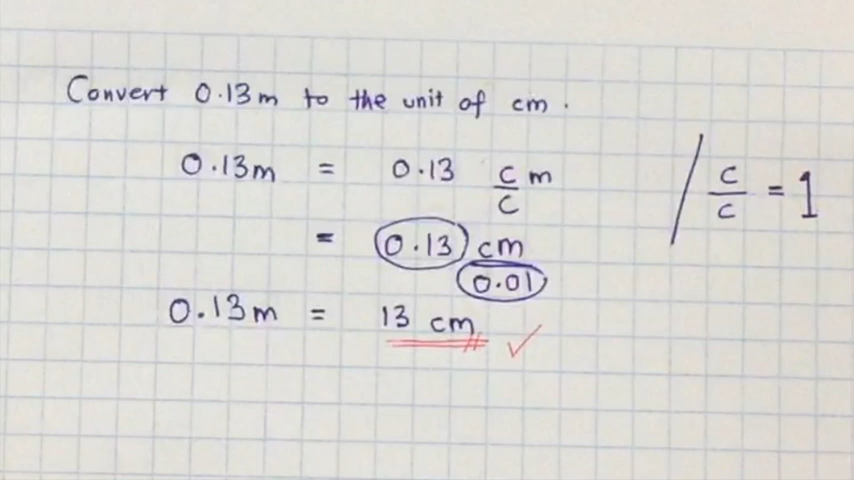 Convert 0.13m to the unit of cm.
0.13m = 0.13 c/c m / c/c = 1
= 0.13 cm
0.01
0.13m = 13 cm ✓